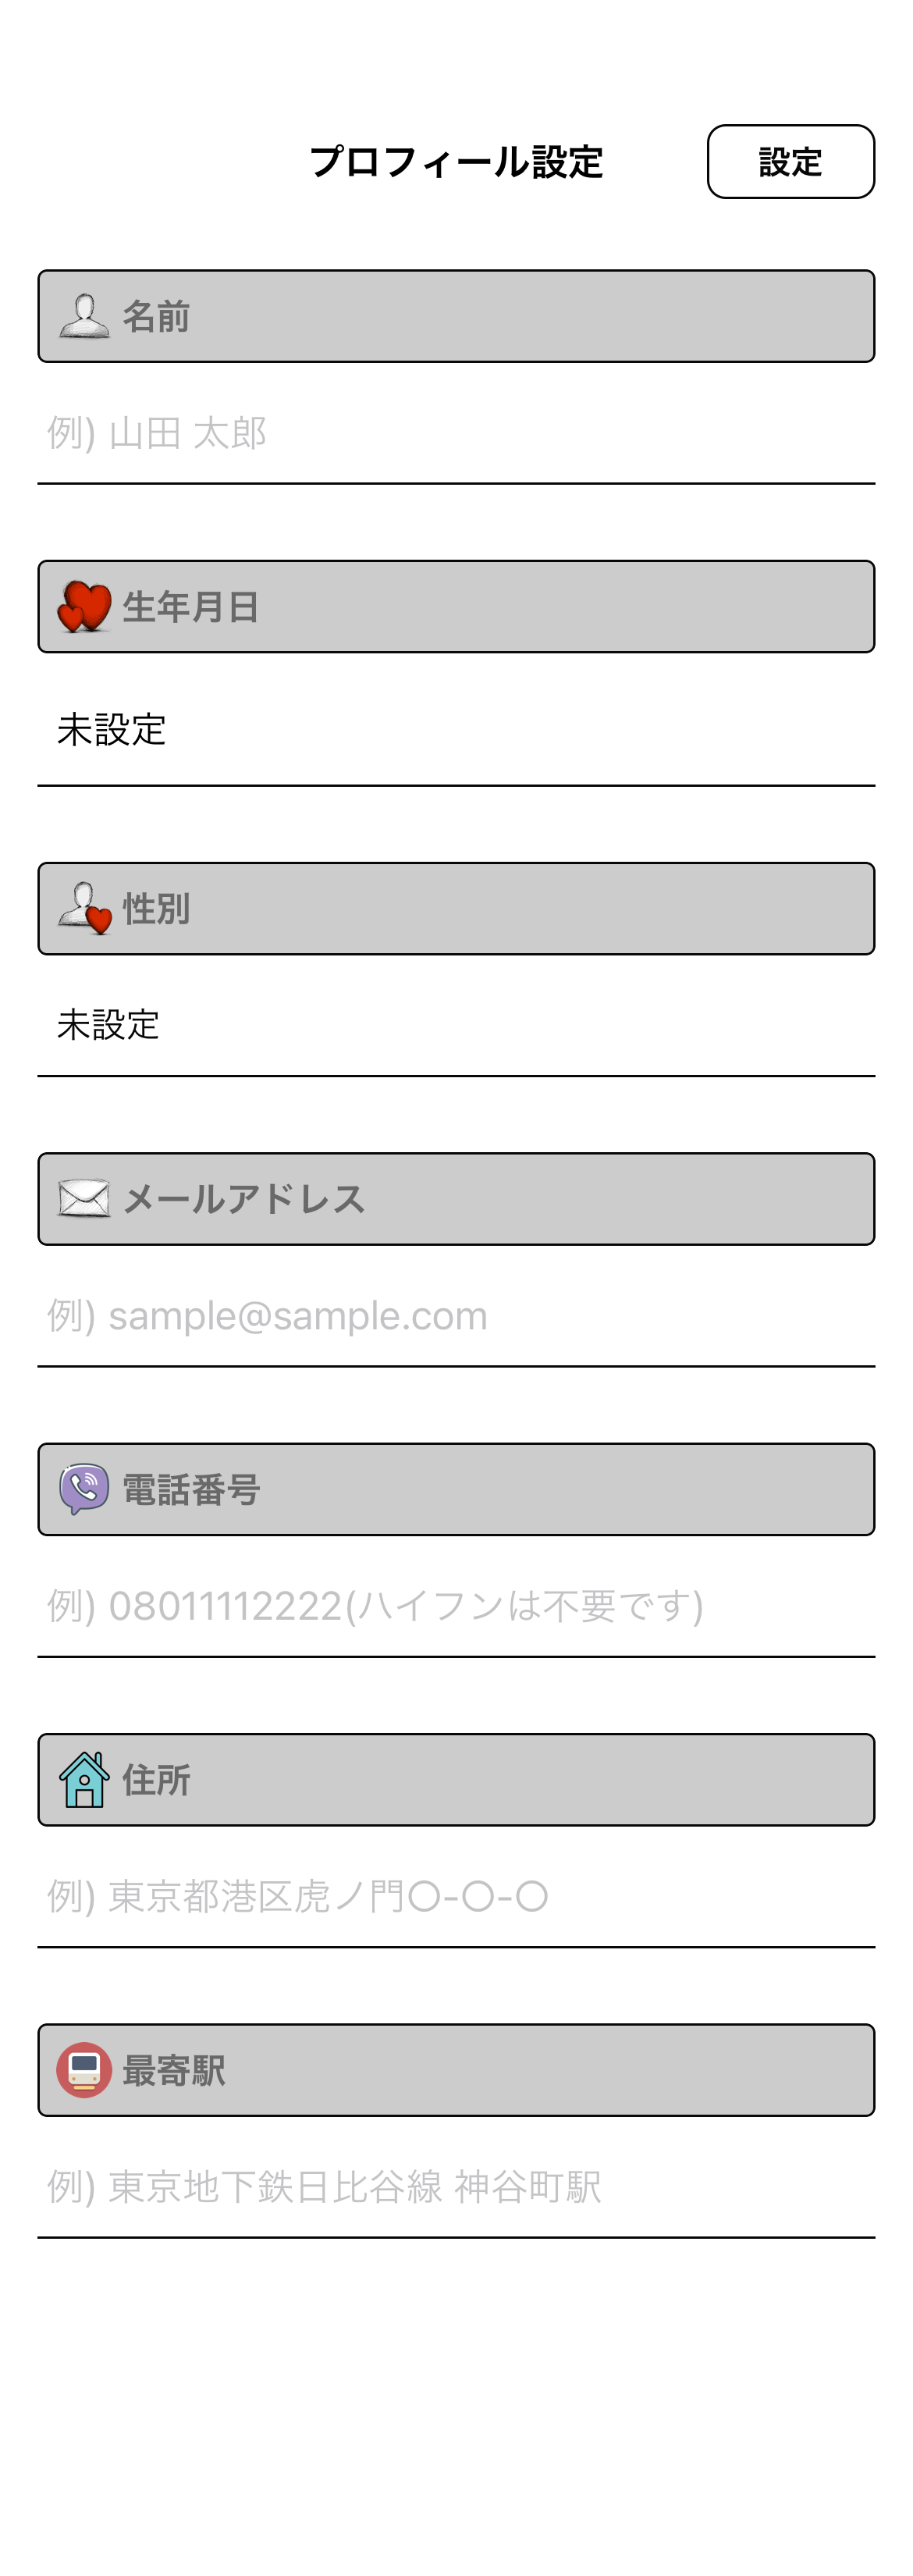 プロフィール設定
設定
名前
例) 山田 太郎
生年月日
未設定
性別
未設定
メールアドレス
例) sample@sample.com
電話番号
例) 08011112222(ハイフンは不要です)
住所
例) 東京都港区虎ノ門〇-〇-〇
最寄駅
例) 東京地下鉄日比谷線 神谷町駅